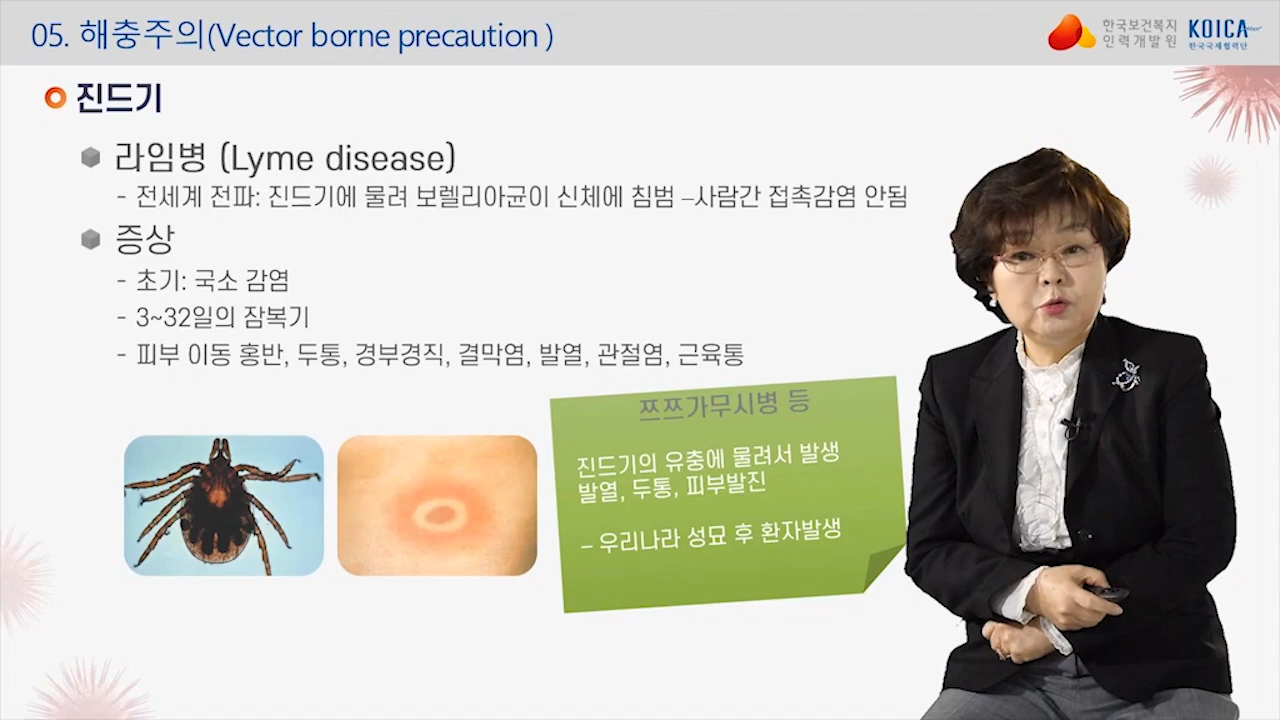 05. 해충주의(Vector borne precaution )
한국보건복지
인력개발원
KOICA
한국국제협력단
진드기
라임병 (Lyme disease)
- 전세계 전파: 진드기에 물려 보렐리아균이 신체에 침범 –사람간 접촉감염 안됨
증상
- 초기: 국소 감염
- 3~32일의 잠복기
- 피부 이동 홍반, 두통, 경부경직, 결막염, 발열, 관절염, 근육통
쯔쯔가무시병 등
진드기의 유충에 물려서 발생
발열, 두통, 피부발진
– 우리나라 성묘 후 환자발생